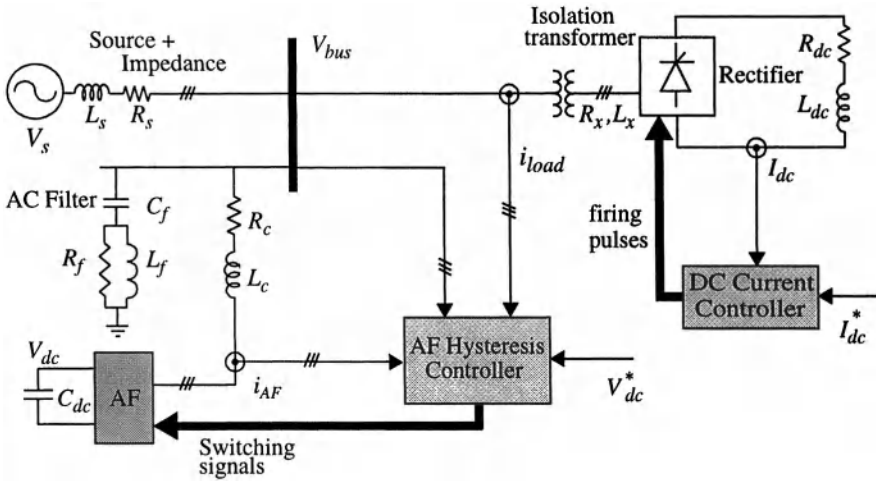 Source +
Impedance
V_s
L_s
R_s
V_bus
Isolation
transformer
R_x, L_x
Rectifier
R_dc
L_dc
I_dc
i_load
AC Filter
C_f
R_f
L_f
R_c
L_c
firing
pulses
DC Current
Controller
I*_dc
V_dc
C_dc
AF
i_AF
AF Hysteresis
Controller
V*_dc
Switching
signals